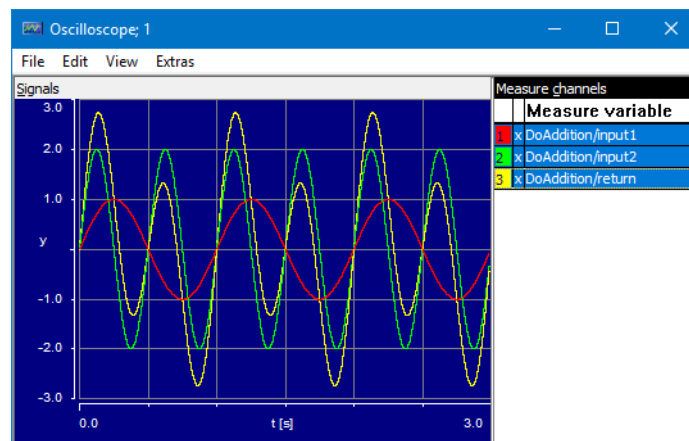 Oscilloscope; 1
File Edit View Extras
Signals
3.0
2.0
1.0
y
-1.0
-2.0
-3.0
0.0 t [s] 3.0
Measure channels
Measure variable
1 x DoAddition/input1
2 x DoAddition/input2
3 x DoAddition/return